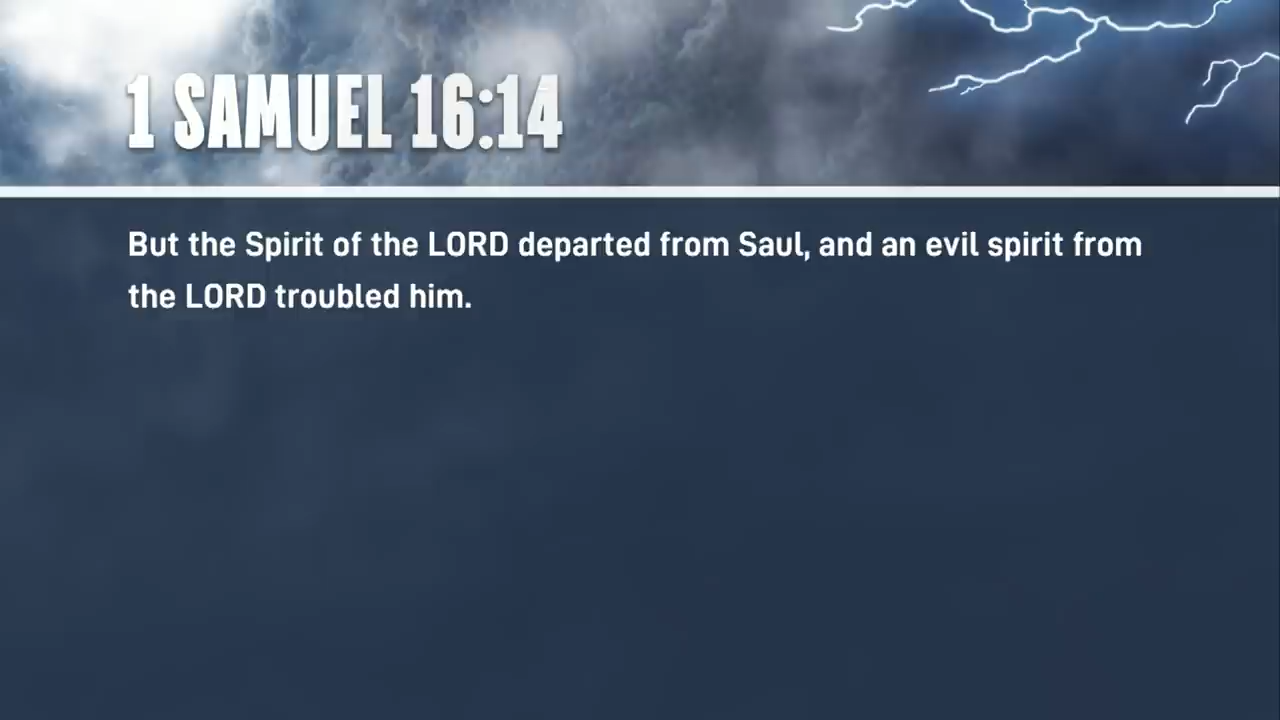 1 SAMUEL 16:14
But the Spirit of the LORD departed from Saul, and an evil spirit from
the LORD troubled him.